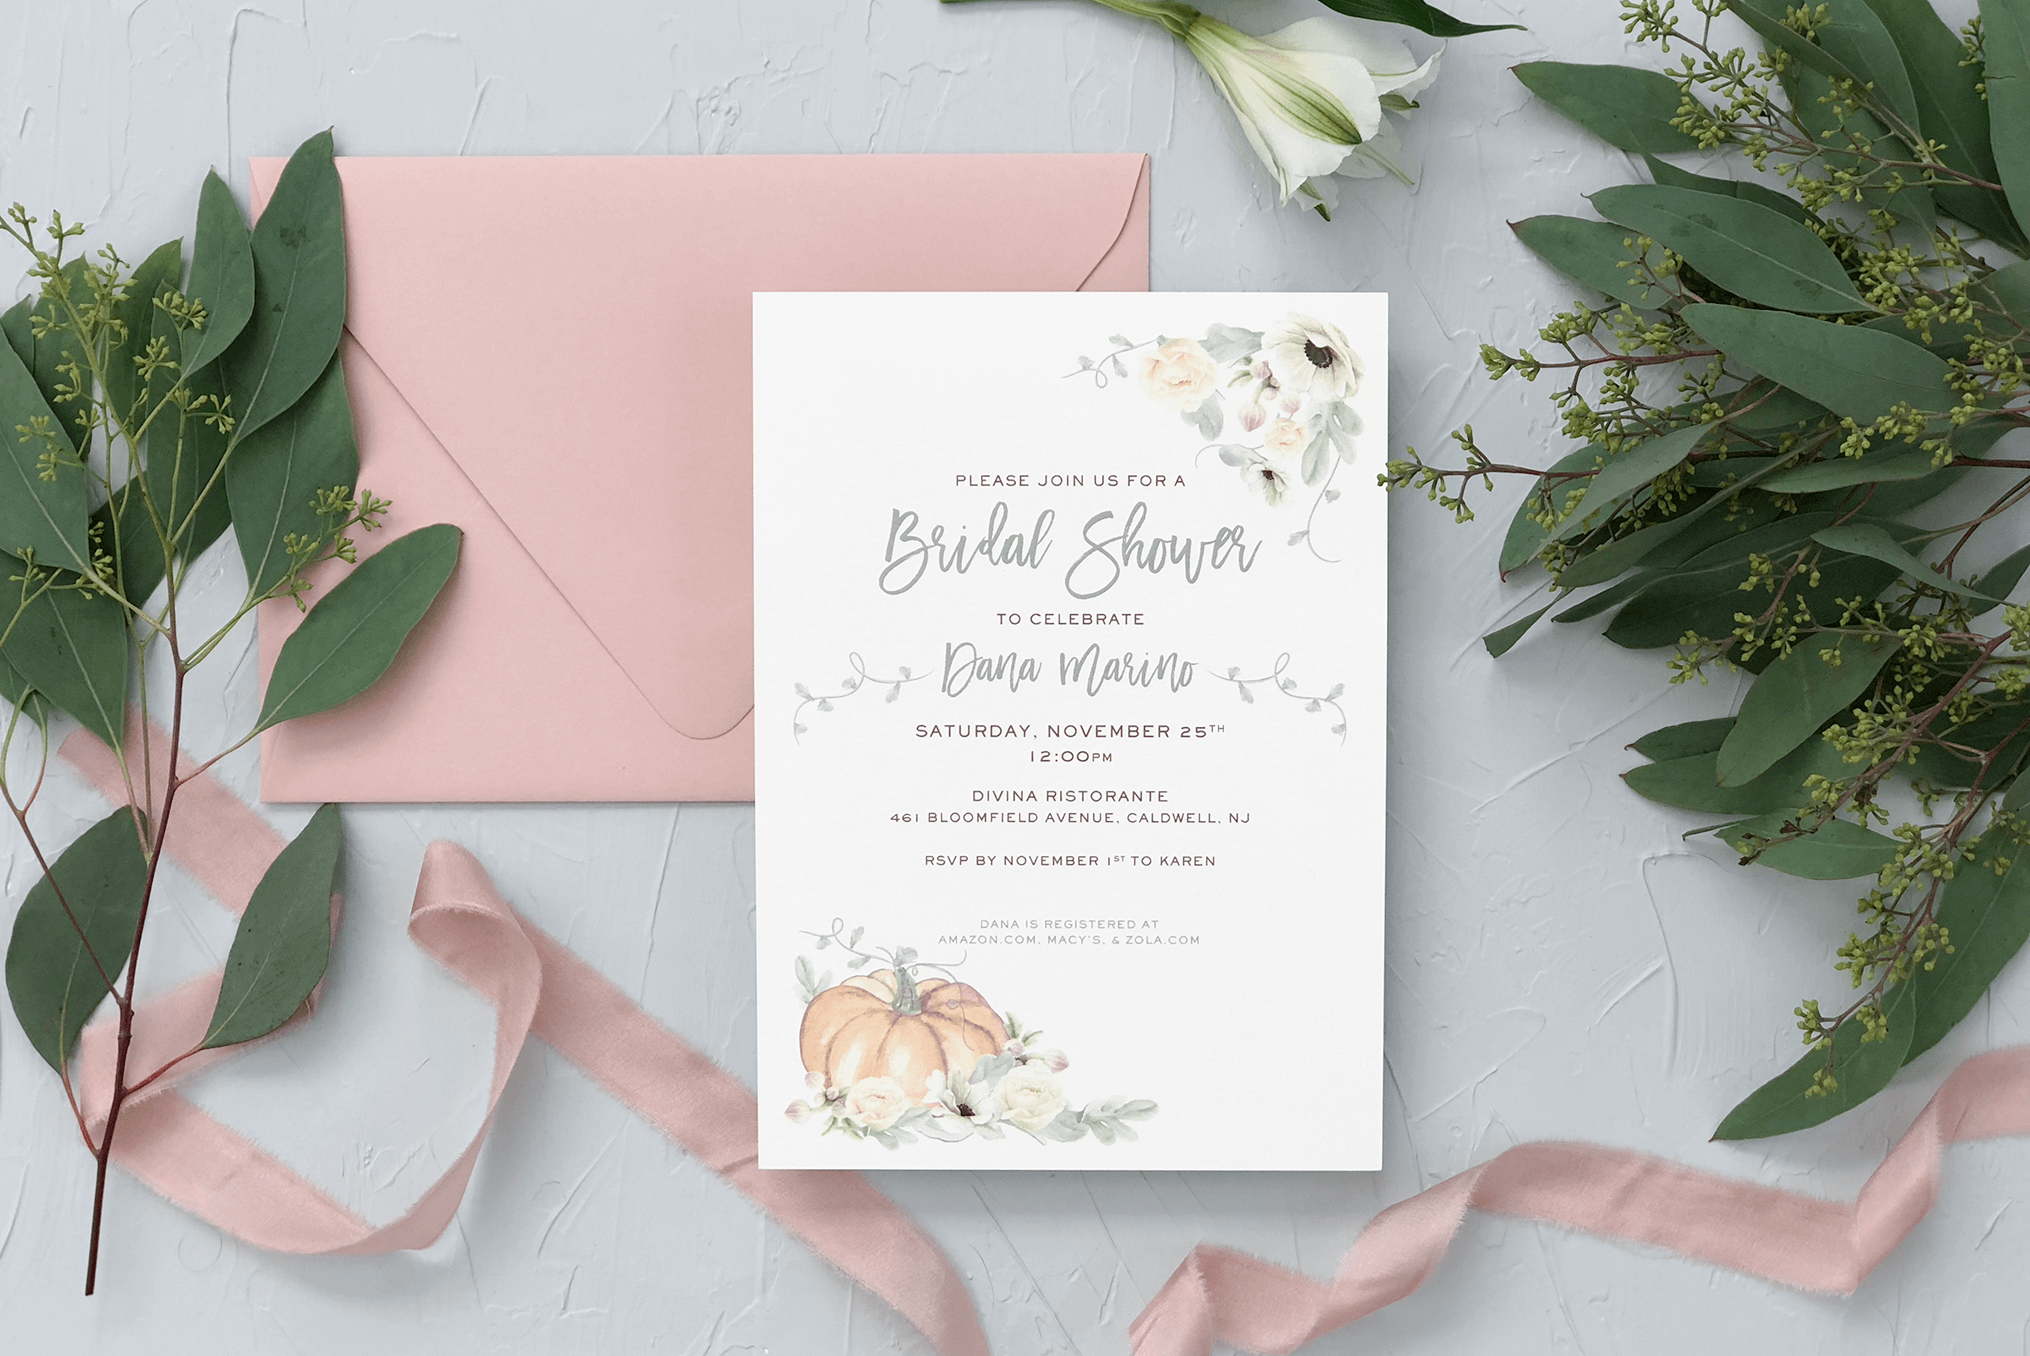 PLEASE JOIN US FOR A
Bridal Shower
TO CELEBRATE
Dana Marino
SATURDAY, NOVEMBER 25TH
12:00PM
DIVINA RISTORANTE
461 BLOOMFIELD AVENUE, CALDWELL, NJ
RSVP BY NOVEMBER 1ST TO KAREN
DANA IS REGISTERED AT
AMAZON.COM, MACY'S, & ZOLA.COM